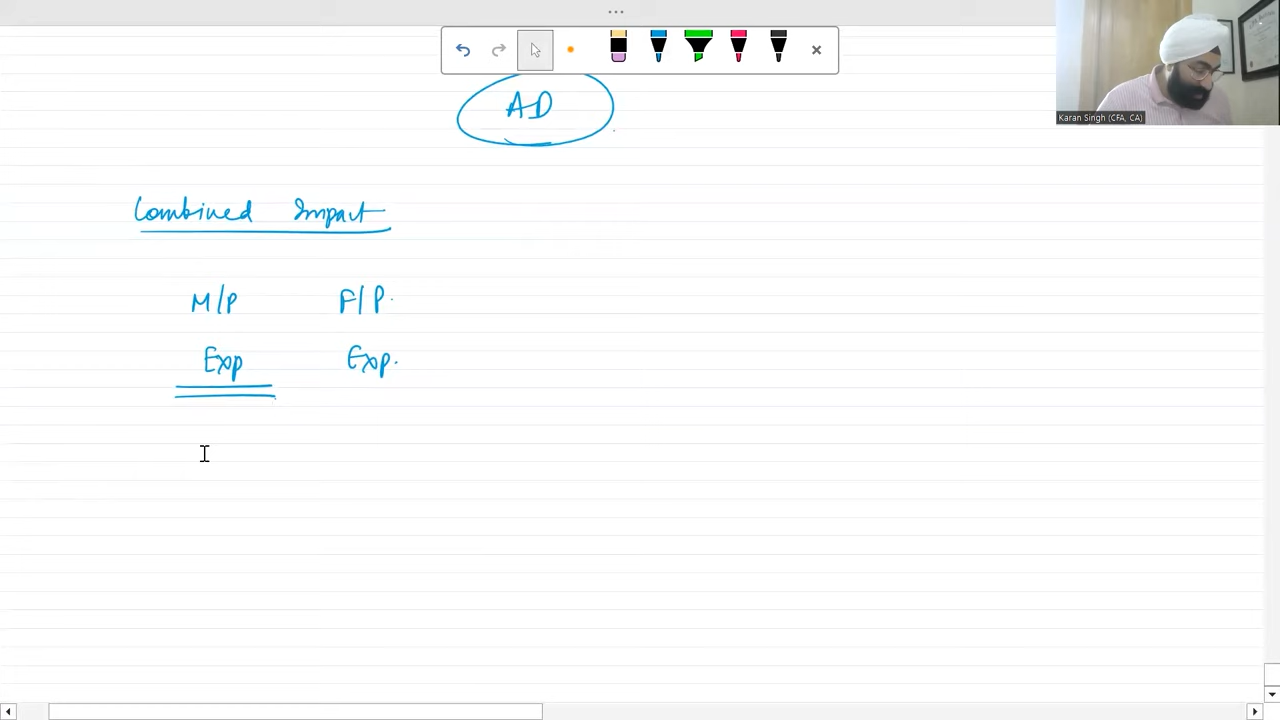 Karan Singh (CFA, CA)
AD
Combined Impact
M/P F/P.
Exp Exp.